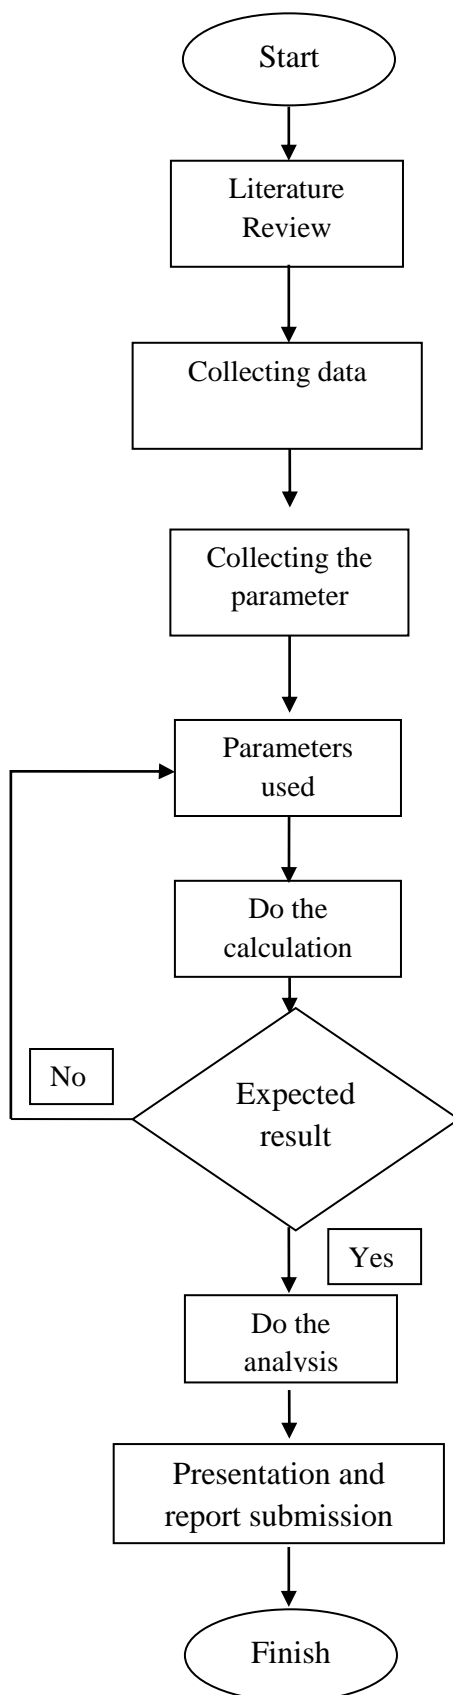 Start
Literature
Review
Collecting data
Collecting the
parameter
Parameters
used
Do the
calculation
Expected
result
No
Yes
Do the
analysis
Presentation and
report submission
Finish